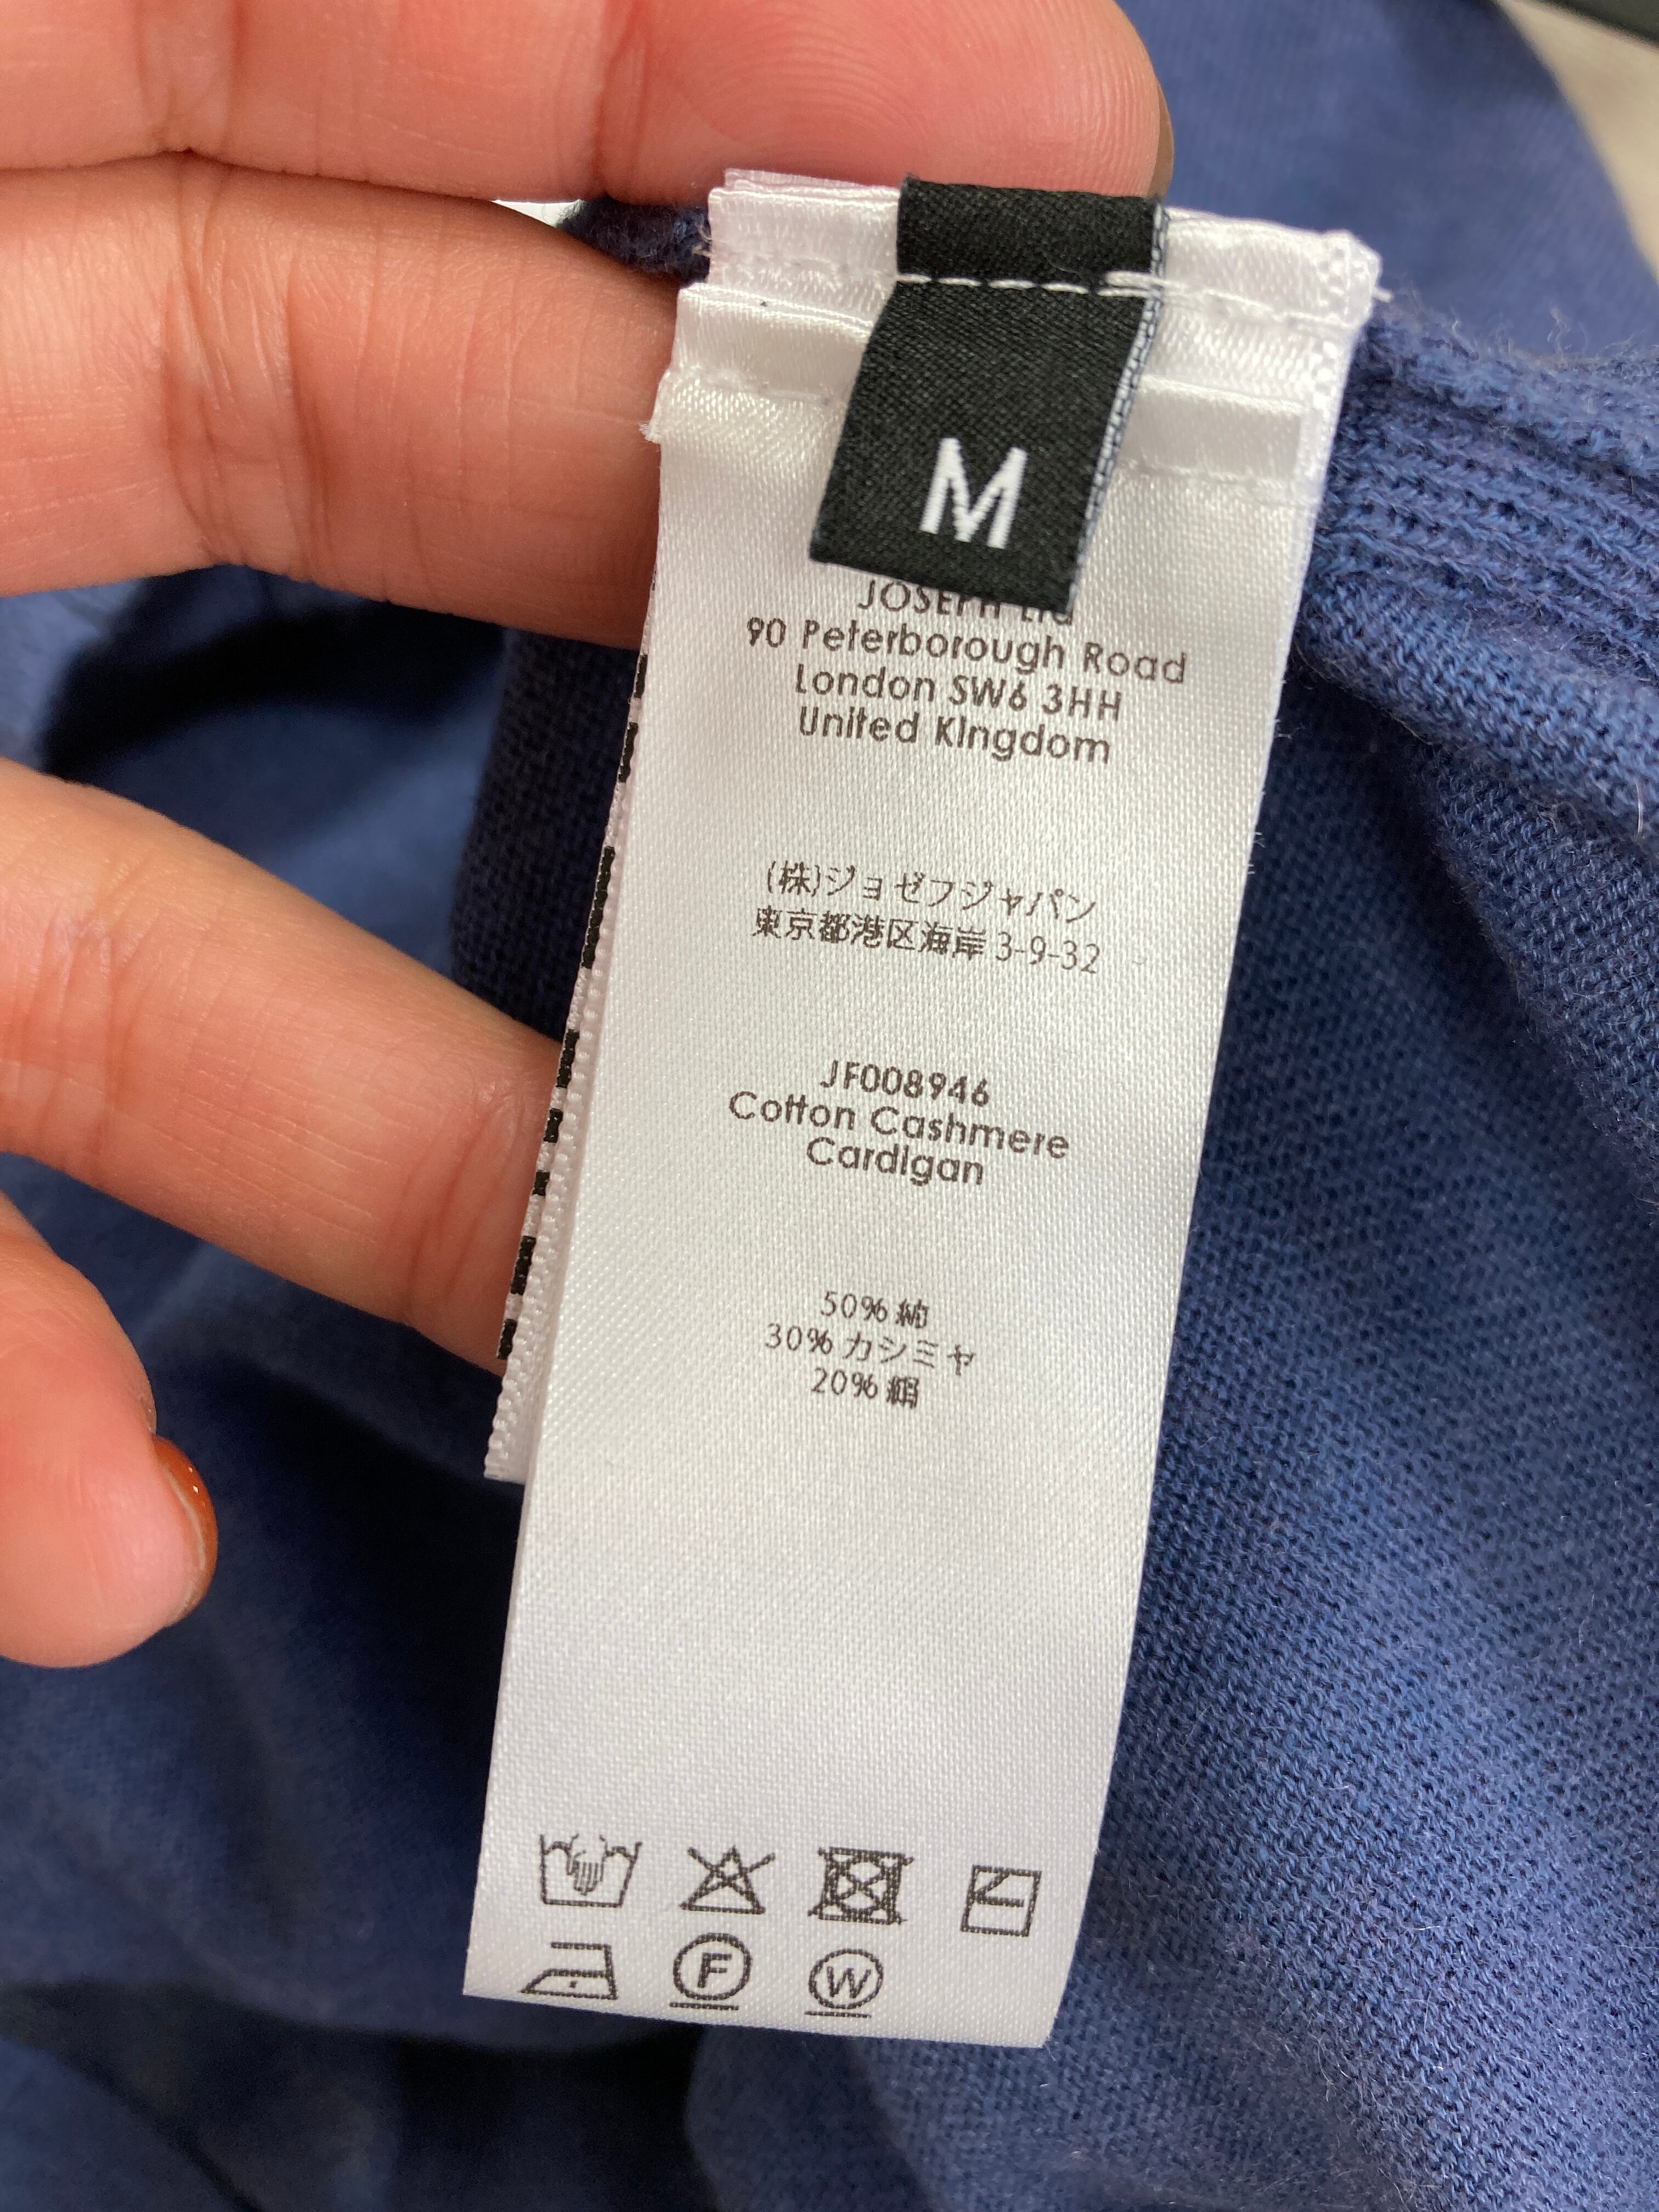 M
JOSEPH Ltd
90 Peterborough Road
London SW6 3HH
United Kingdom
(株)ジョゼフジャパン
東京都港区海岸 3-9-32
JF008946
Cotton Cashmere
Cardigan
50% 綿
30% カシミヤ
20% 絹
F W